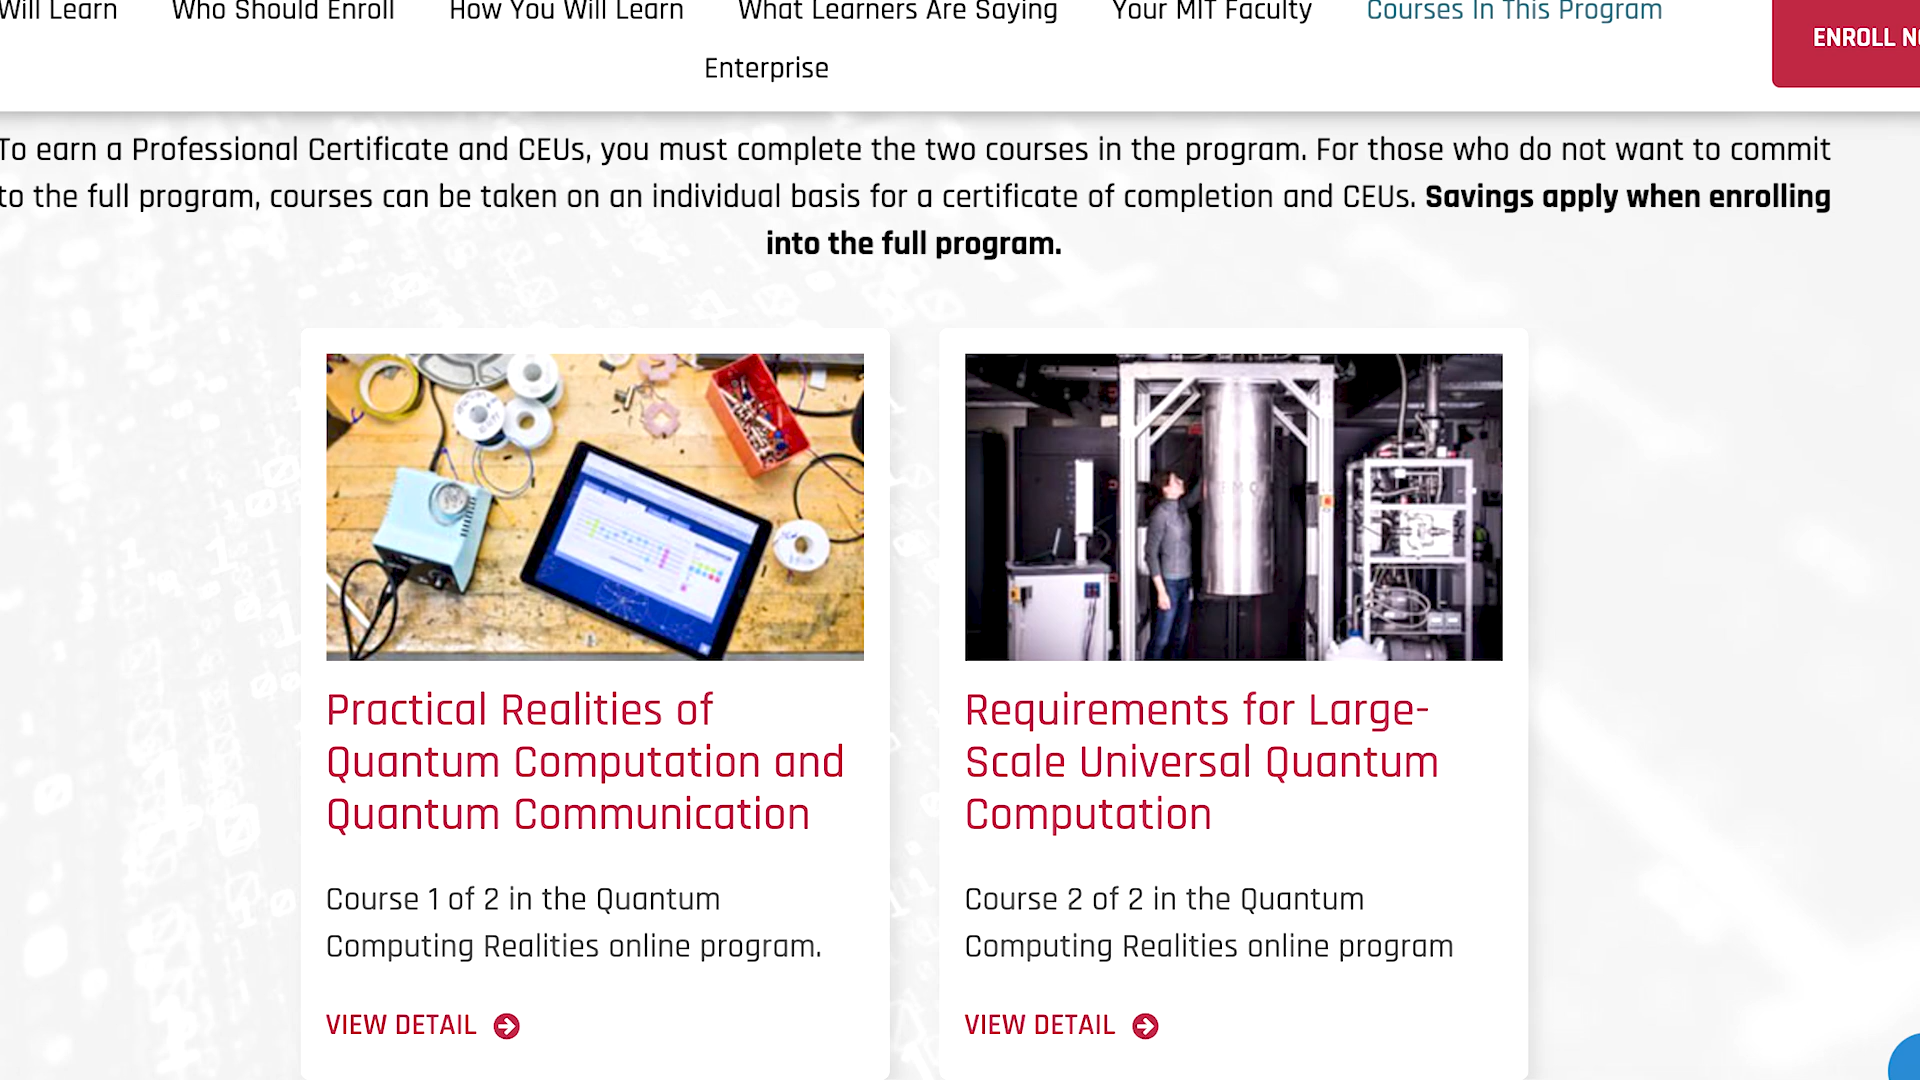 Will Learn Who Should Enroll How You Will Learn What Learners Are Saying Your MIT Faculty Courses In This Program
ENROLL
Enterprise
To earn a Professional Certificate and CEUs, you must complete the two courses in the program. For those who do not want to commit
to the full program, courses can be taken on an individual basis for a certificate of completion and CEUs. Savings apply when enrolling
into the full program.
Practical Realities of
Quantum Computation and
Quantum Communication
Course 1 of 2 in the Quantum
Computing Realities online program.
VIEW DETAIL
Requirements for Large-
Scale Universal Quantum
Computation
Course 2 of 2 in the Quantum
Computing Realities online program
VIEW DETAIL